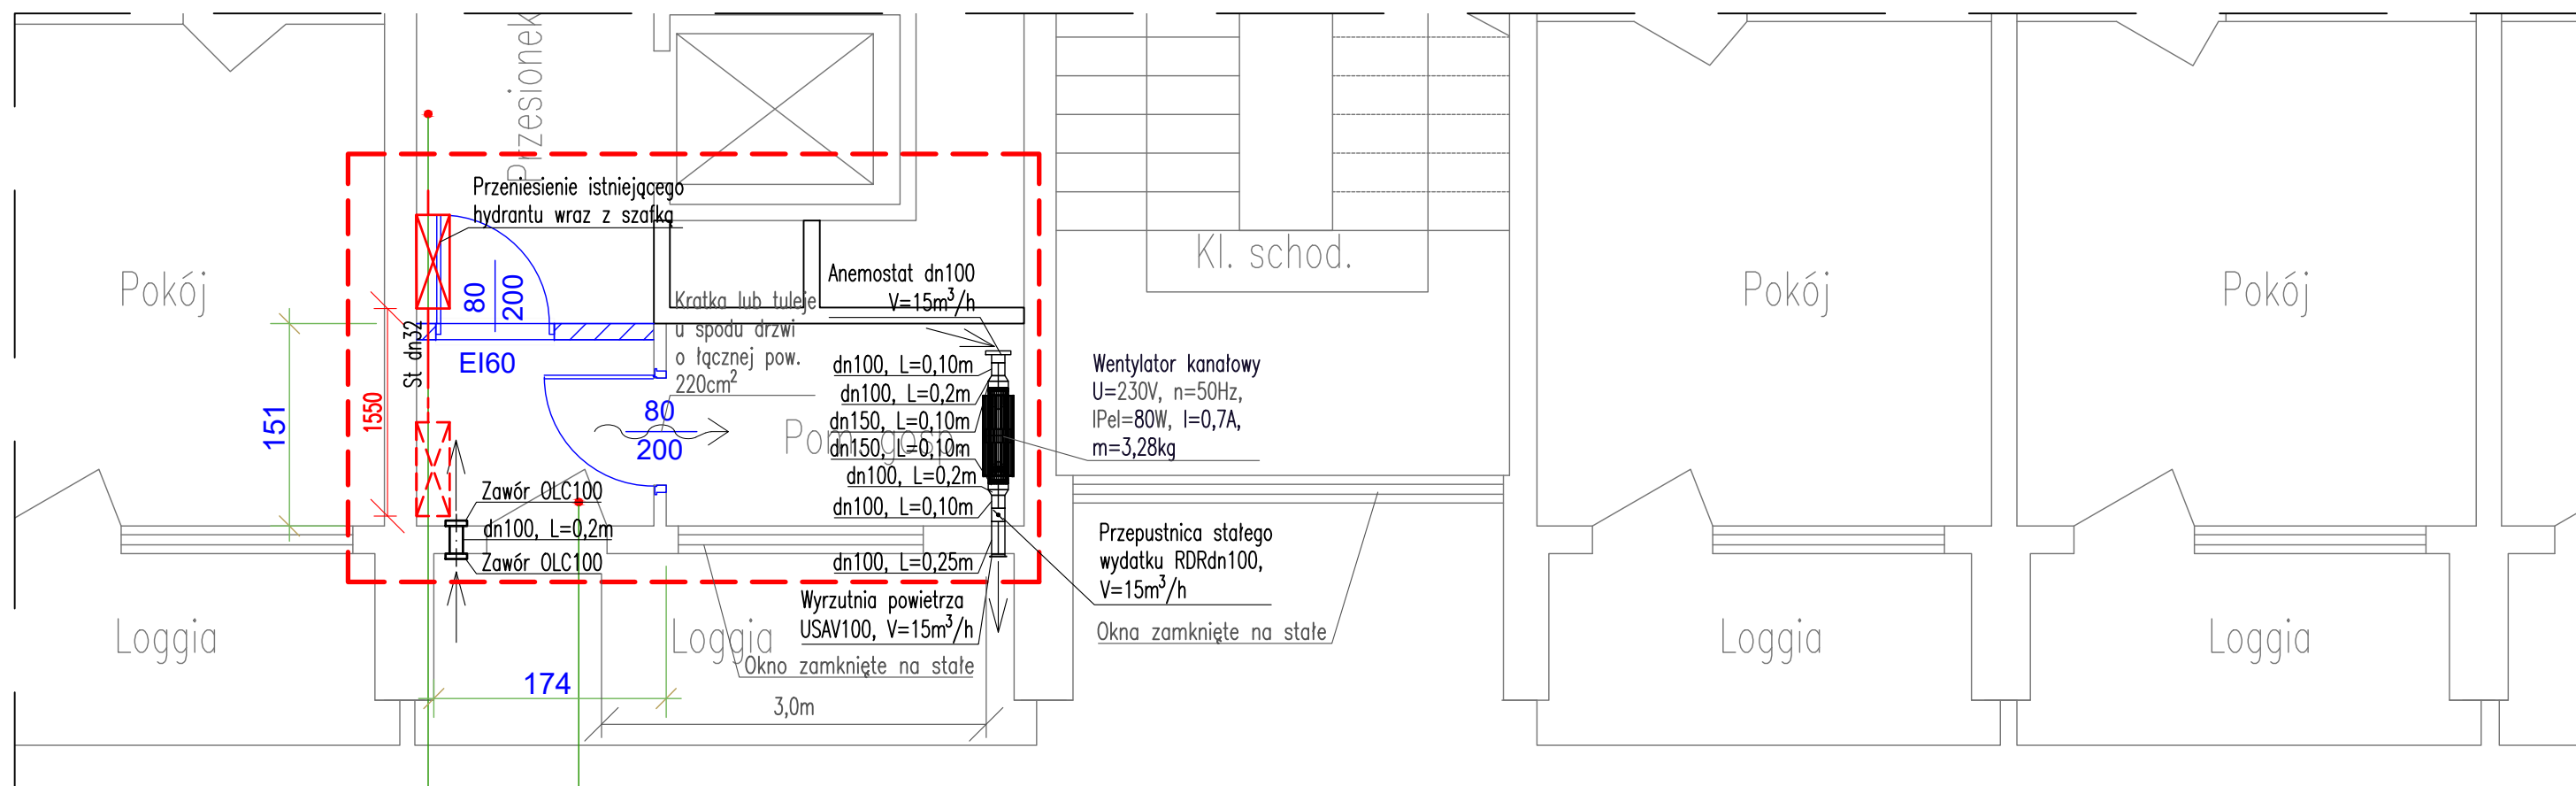 Przesionek
Przeniesienie istniejącego
hydrantu wraz z szafką
Pokój
80
200
St dn32
EI60
151
1550
Kratka lub tuleje
u spodu drzwi
o łącznej pow.
220cm²
80
200
Pom. gosp.
Anemostat dn100
V=15m³/h
dn100, L=0,10m
dn100, L=0,2m
dn150, L=0,10m
dn150, L=0,10m
dn100, L=0,2m
dn100, L=0,10m
dn100, L=0,25m
Zawór OLC100
dn100, L=0,2m
Zawór OLC100
Kl. schod.
Wentylator kanałowy
U=230V, n=50Hz,
IPel=80W, I=0,7A,
m=3,28kg
Przepustnica stałego
wydatku RDRdn100,
V=15m³/h
Okna zamknięte na stałe
Wyrzutnia powietrza
USAV100, V=15m³/h
Okno zamknięte na stałe
Loggia
Loggia
174
3,0m
Pokój
Pokój
Loggia
Loggia